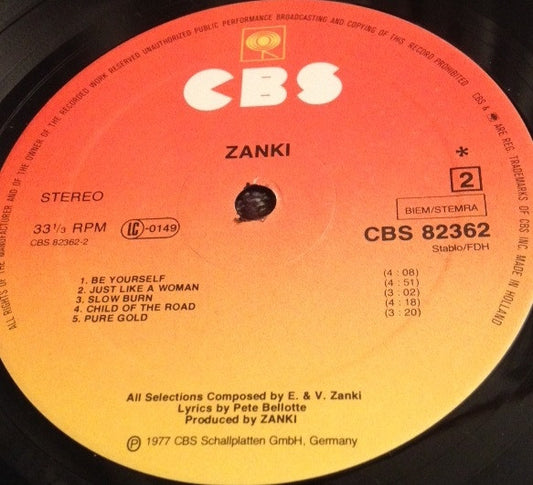 ALL RIGHTS OF THE MANUFACTURER AND OF THE OWNER OF THE RECORDED WORK RESERVED UNAUTHORIZED PUBLIC PERFORMANCE BROADCASTING AND COPYING OF THIS RECORD PROHIBITED
CBS & ARE REG. TRADEMARKS OF CBS INC. MADE IN HOLLAND
CBS
ZANKI
STEREO
33 1/3 RPM LC-0149
CBS 82362-2
*
2
BIEM/STEMRA
CBS 82362
Stablo/FDH
1. BE YOURSELF (4 : 08)
2. JUST LIKE A WOMAN (4 : 51)
3. SLOW BURN (3 : 02)
4. CHILD OF THE ROAD (4 : 18)
5. PURE GOLD (3 : 20)
All Selections Composed by E. & V. Zanki
Lyrics by Pete Bellotte
Produced by ZANKI
℗ 1977 CBS Schallplatten GmbH, Germany